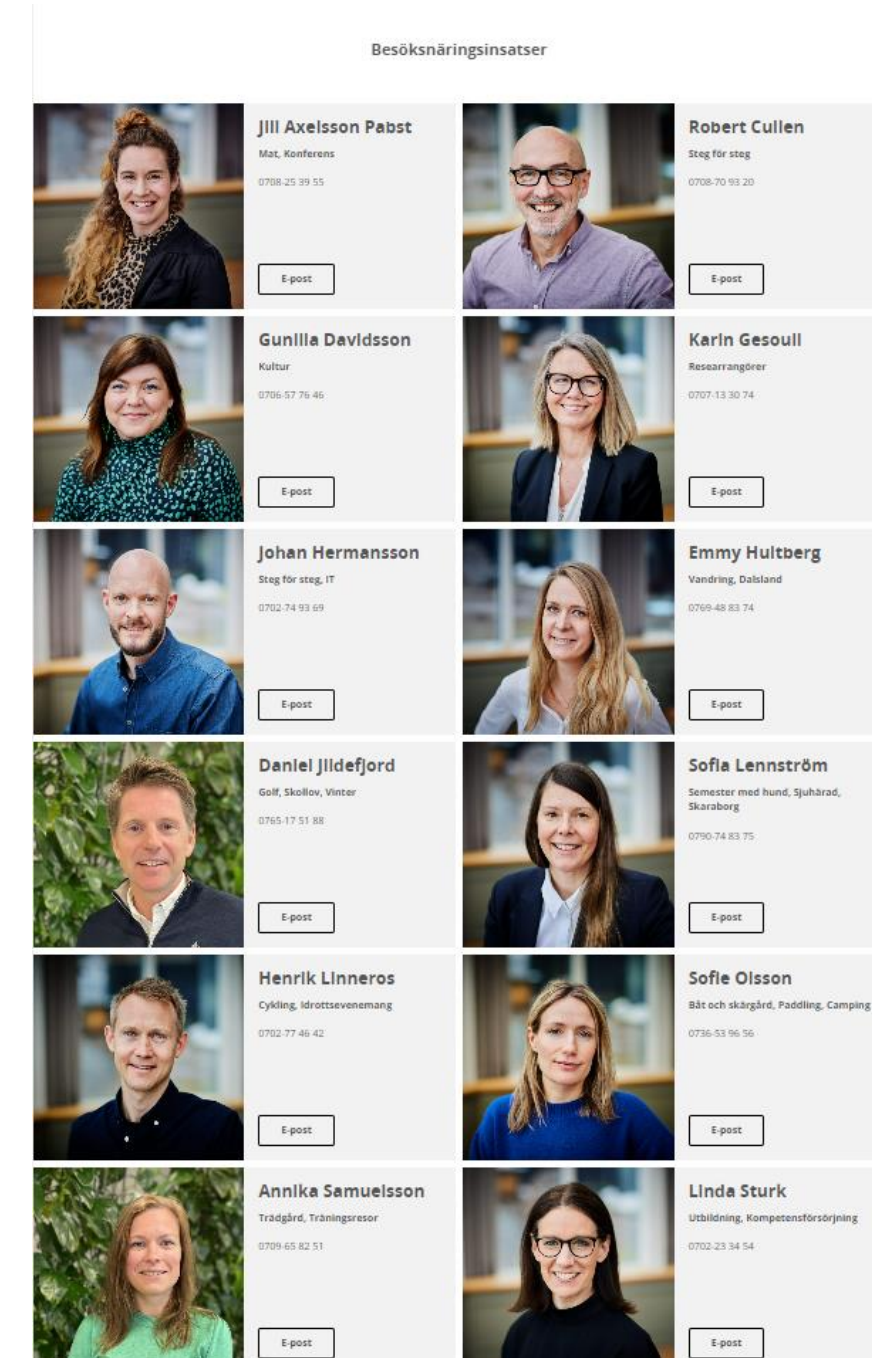 Besöksnäringsinsatser
Jill Axelsson Pabst
Mat, Konferens
0708-25 39 55
E-post
Robert Cullen
Steg för steg
0708-70 93 20
E-post
Gunilla Davidsson
Kultur
0706-57 76 46
E-post
Karin Gesouli
Researrangörer
0707-13 30 74
E-post
Johan Hermansson
Steg för steg, IT
0702-74 93 69
E-post
Emmy Hultberg
Vandring, Dalsland
0769-48 83 74
E-post
Daniel Jildefjord
Golf, Skollov, Vinter
0765-17 51 88
E-post
Sofia Lennström
Semester med hund, Sjuhärad,
Skaraborg
0790-74 83 75
E-post
Henrik Linneros
Cykling, Idrottsevenemang
0702-77 46 42
E-post
Sofie Olsson
Båt och skärgård, Paddling, Camping
0736-53 96 56
E-post
Annika Samuelsson
Trädgård, Träningsresor
0709-65 82 51
E-post
Linda Sturk
Utbildning, Kompetensförsörjning
0702-23 34 54
E-post